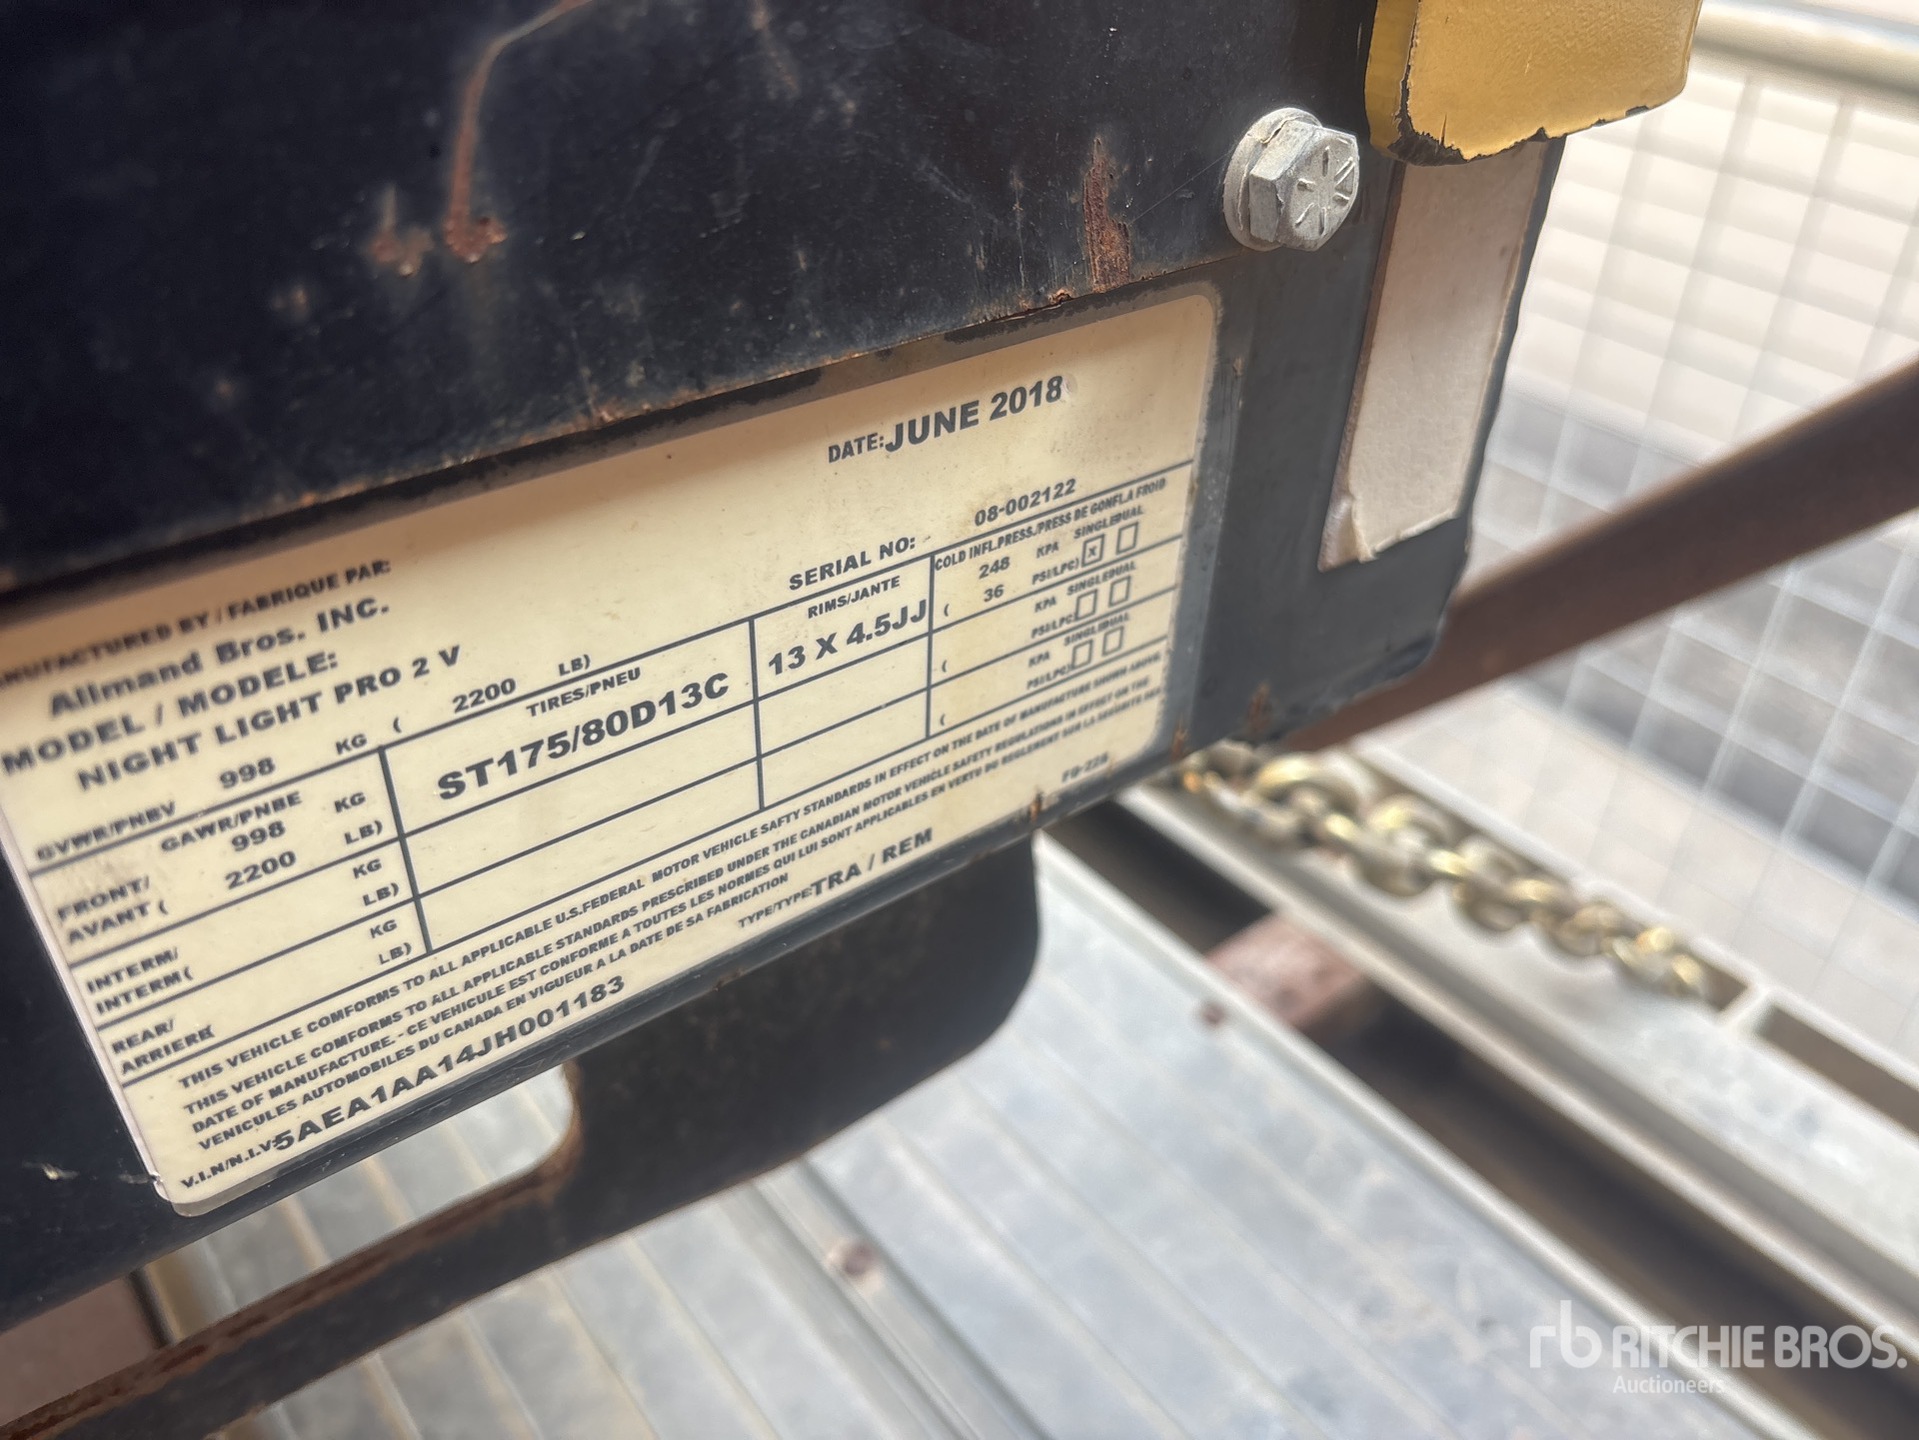 DATE: JUNE 2018
MANUFACTURED BY / FABRIQUE PAR:
Allmand Bros. INC.
SERIAL NO: 08-002122
MODEL / MODELE:
NIGHT LIGHT PRO 2 V
GVWR/PNBV 998 KG ( 2200 LB)
GAWR/PNBE TIRES/PNEU RIMS/JANTE COLD INFL.PRESS./PRESS DE GONFL.A FROID
FRONT/ 998 KG ST175/80D13C 13 X 4.5JJ 248 KPA SINGLE DUAL
AVANT ( 2200 LB) ( 36 PSI/LPC) x
INTERM/ KG KPA SINGLE DUAL
INTERM ( LB) ( PSI/LPC)
REAR/ KG KPA SINGLE DUAL
ARRIERE( LB) ( PSI/LPC)
THIS VEHICLE CONFORMS TO ALL APPLICABLE U.S.FEDERAL MOTOR VEHICLE SAFTY STANDARDS IN EFFECT ON THE DATE OF MANUFACTURE SHOWN ABOVE
THIS VEHICLE CONFORMS TO ALL APPLICABLE STANDARDS PRESCRIBED UNDER THE CANADIAN MOTOR VEHICLE SAFETY REGULATIONS IN EFFECT ON THE
DATE OF MANUFACTURE. - CE VEHICULE EST CONFORME A TOUTES LES NORMES QUI LUI SONT APPLICABLES EN VERTU DU REGLEMENT SUR LA SECURITE DES
VENICULES AUTOMOBILES DU CANADA EN VIGUEUR A LA DATE DE SA FABRICATION
V.I.N/N.I.V: 5AEA1AA14JH001183 TYPE/TYPE: TRA / REM
rb RITCHIE BROS.
Auctioneers